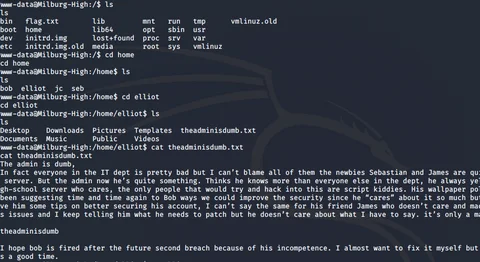 www-data@Milburg-High:/$ ls
ls
bin flag.txt lib mnt run tmp vmlinuz.old
boot home lib64 opt sbin usr
dev initrd.img lost+found proc srv var
etc initrd.img.old media root sys vmlinuz
www-data@Milburg-High:/$ cd home
cd home
www-data@Milburg-High:/home$ ls
ls
bob elliot jc seb
www-data@Milburg-High:/home$ cd elliot
cd elliot
www-data@Milburg-High:/home/elliot$ ls
ls
Desktop Downloads Pictures Templates theadminisdumb.txt
Documents Music Public Videos
www-data@Milburg-High:/home/elliot$ cat theadminisdumb.txt
cat theadminisdumb.txt
The admin is dumb,
In fact everyone in the IT dept is pretty bad but I can't blame all of them the newbies Sebastian and James are qui
server. But the admin now he's quite something. Thinks he knows more than everyone else in the dept, he always ye
gh-school server who cares, the only people that would try and hack into this are script kiddies. His wallpaper pol
been suggesting time and time again to Bob ways we could improve the security since he "cares" about it so much but
ve him some tips on better securing his account, I can't say the same for his friend James who doesn't care and ma
s issues and I keep telling him what he needs to patch but he doesn't care about what I have to say. it's only a ma
theadminisdumb
I hope bob is fired after the future second breach because of his incompetence. I almost want to fix it myself but
s a good time.